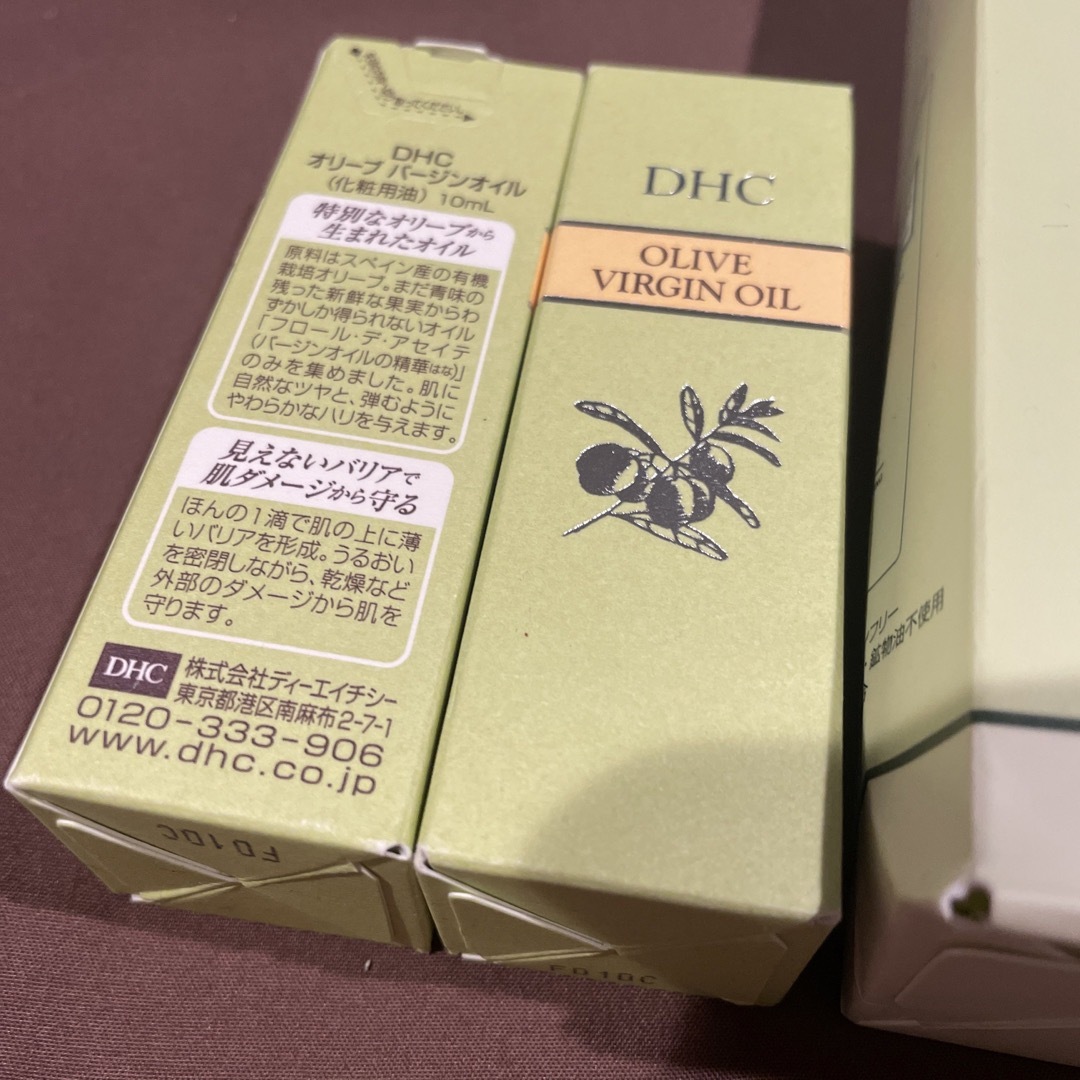 DHC
オリーブ バージンオイル
(化粧用油) 10mL
特別なオリーブから
生まれたオイル
原料はスペイン産の有機
栽培オリーブ。まだ青味の
残った新鮮な果実からわ
ずかしか得られないオイル
「フロール・デ・アセイテ
(バージンオイルの精華はな)」
のみを集めました。肌に
自然なツヤと、弾むように
やわらかなハリを与えます。
見えないバリアで
肌ダメージから守る
ほんの1滴で肌の上に薄
いバリアを形成。うるおい
を密閉しながら、乾燥など
外部のダメージから肌を
守ります。
DHC 株式会社ディーエイチシー
東京都港区南麻布2-7-1
0120-333-906
www.dhc.co.jp
FD1DC
DHC
OLIVE
VIRGIN OIL
FD1DC
フリー
鉱物油不使用